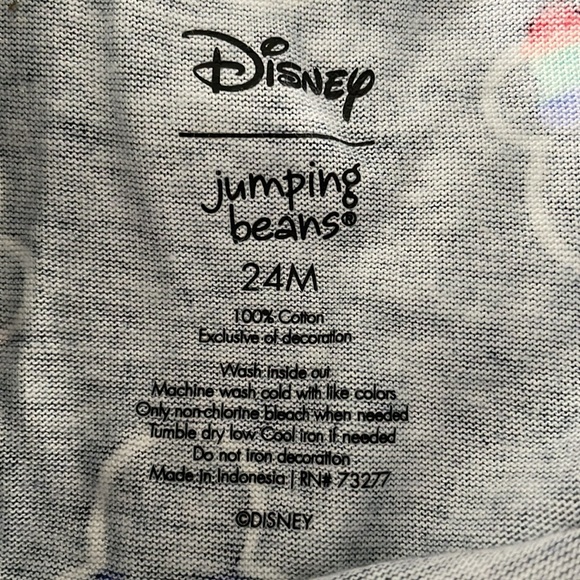 Disney
jumping
beans®
24M
100% Cotton
Exclusive of decoration
Wash inside out
Machine wash cold with like colors
Only non-chlorine bleach when needed
Tumble dry low Cool iron if needed
Do not iron decoration
Made in Indonesia | RN# 73277
©DISNEY